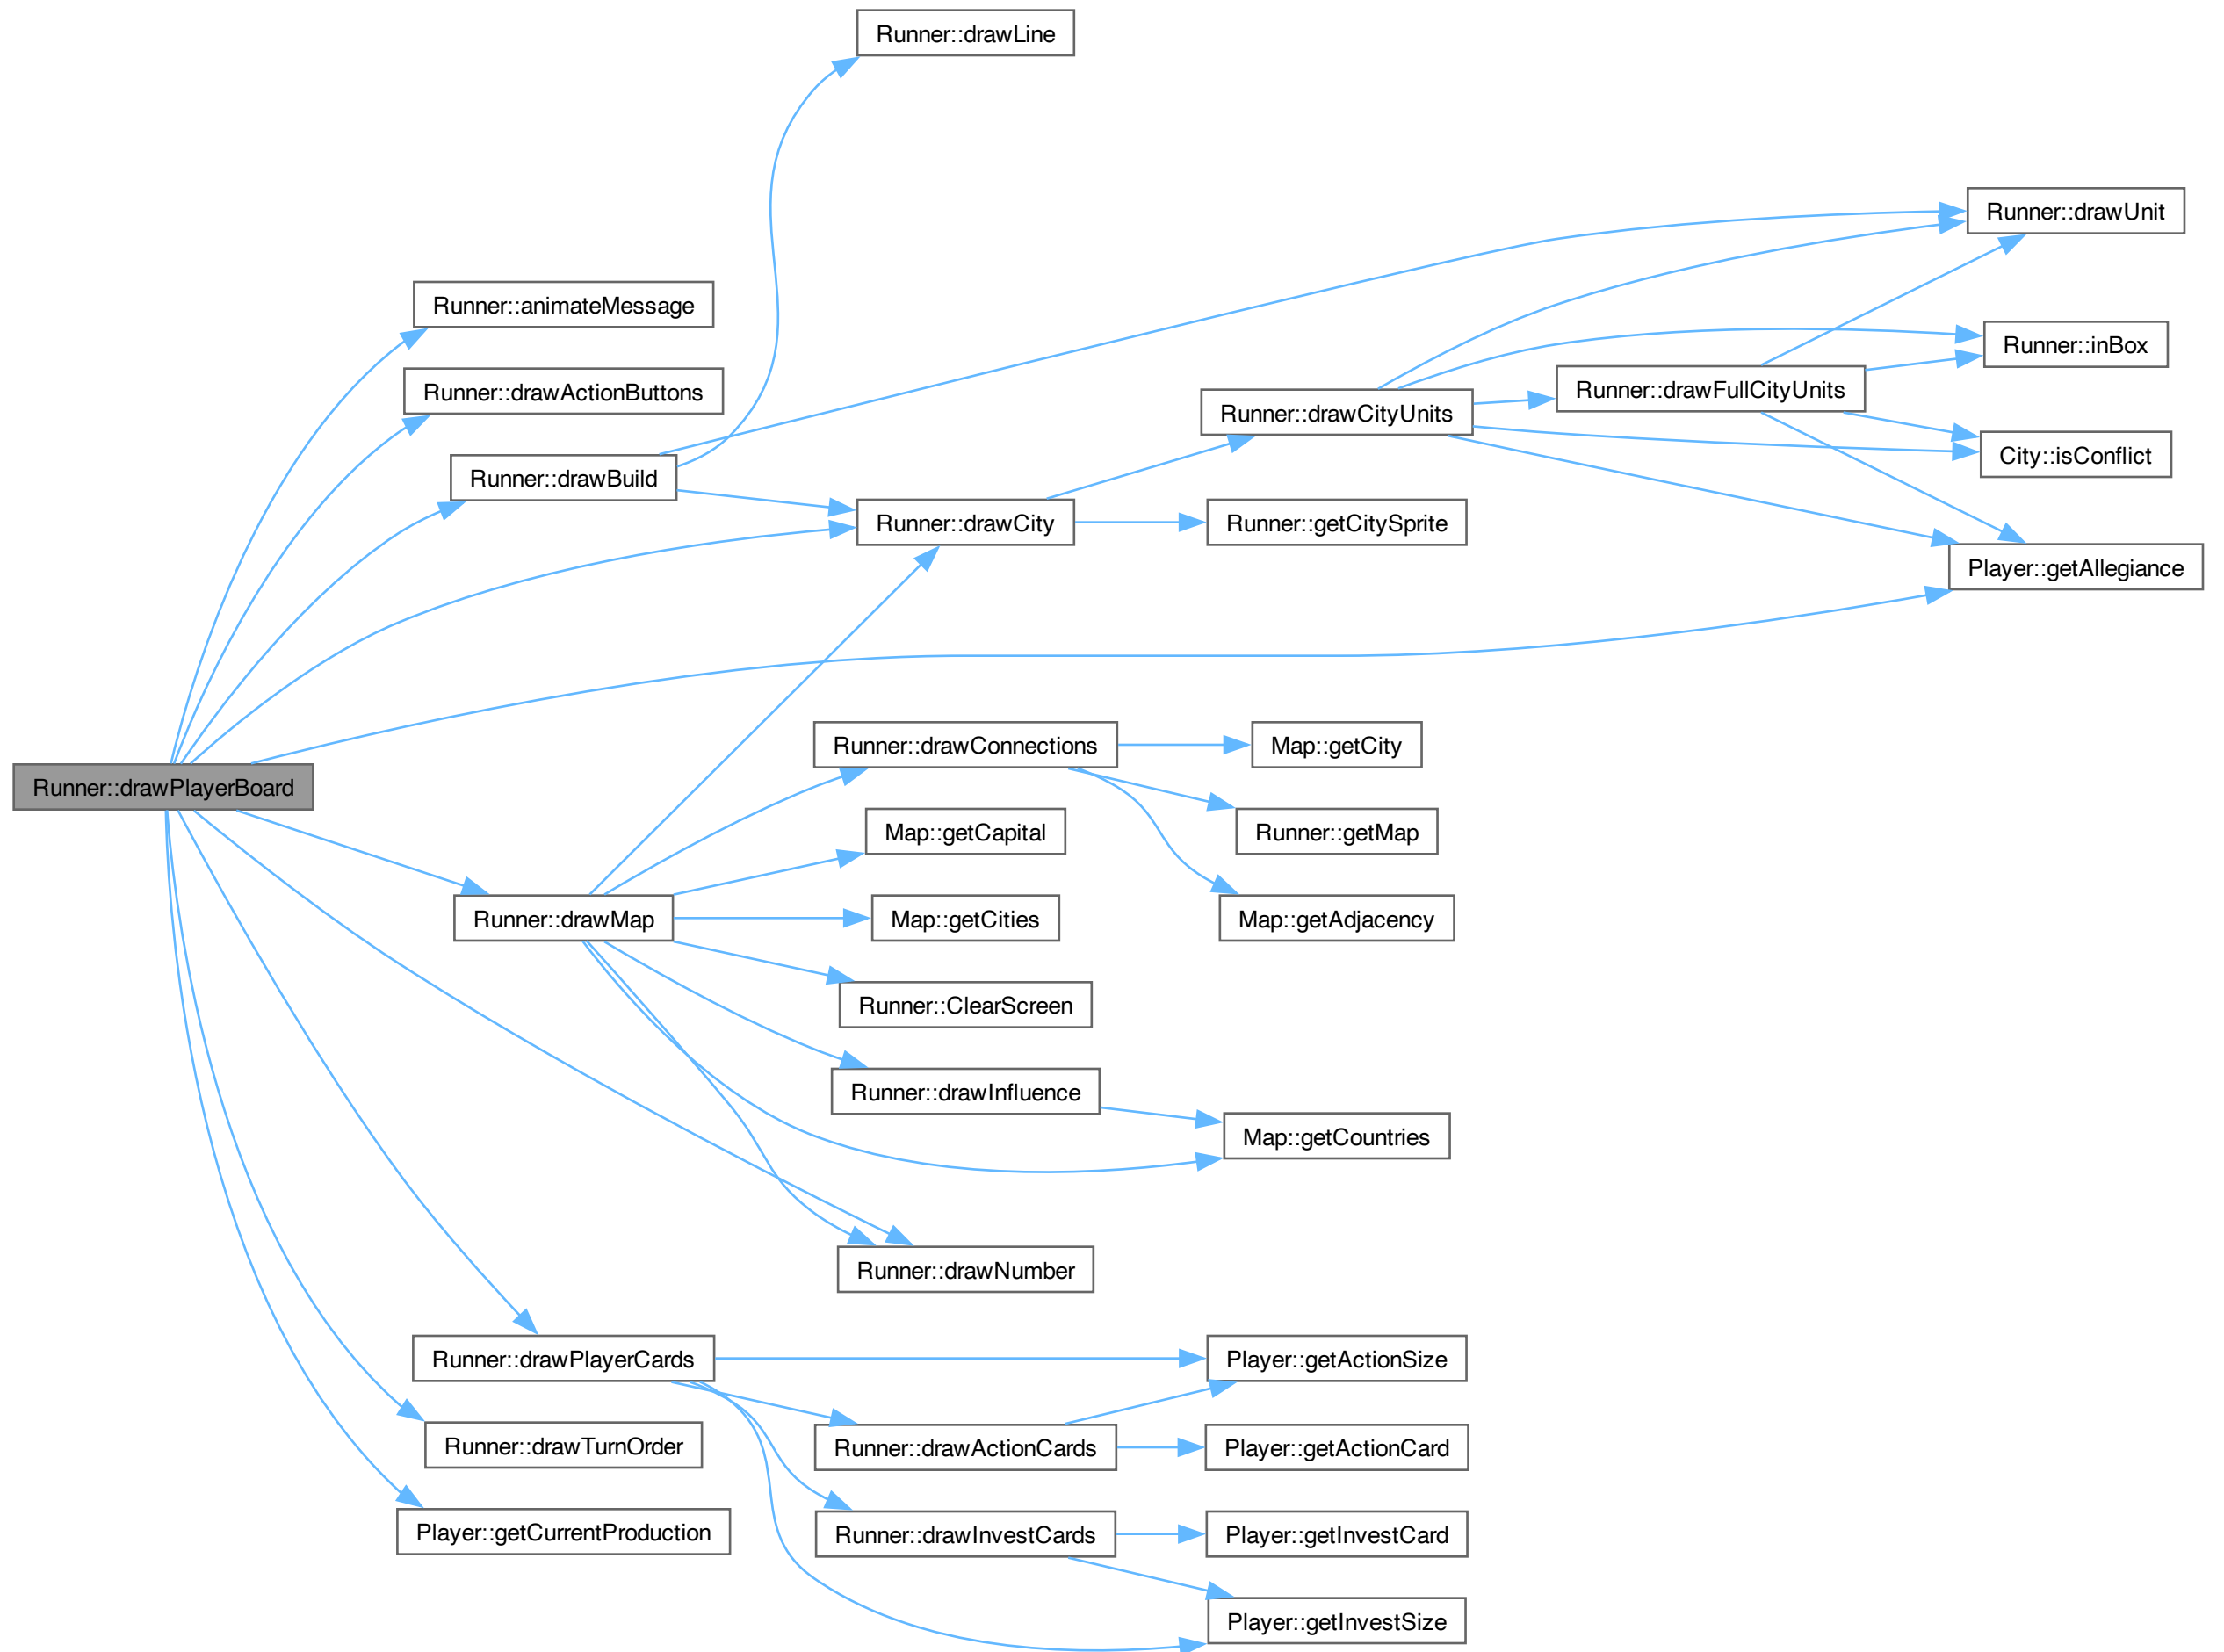 Runner::drawLine
Runner::drawUnit
Runner::animateMessage
Runner::inBox
Runner::drawActionButtons
Runner::drawFullCityUnits
Runner::drawCityUnits
City::isConflict
Runner::drawBuild
Runner::drawCity
Runner::getCitySprite
Player::getAllegiance
Runner::drawConnections
Map::getCity
Runner::drawPlayerBoard
Map::getCapital
Runner::getMap
Runner::drawMap
Map::getCities
Map::getAdjacency
Runner::ClearScreen
Runner::drawInfluence
Map::getCountries
Runner::drawNumber
Runner::drawPlayerCards
Player::getActionSize
Runner::drawTurnOrder
Runner::drawActionCards
Player::getActionCard
Player::getCurrentProduction
Runner::drawInvestCards
Player::getInvestCard
Player::getInvestSize